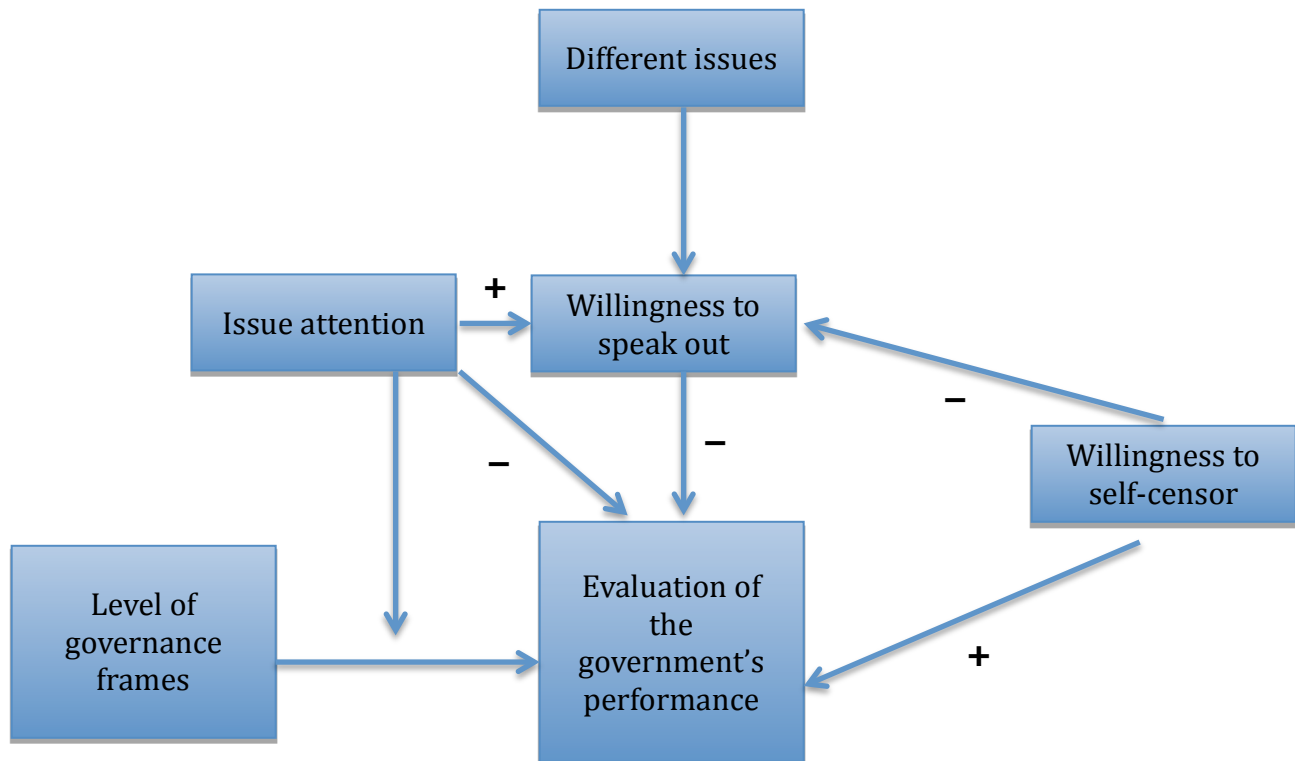 Different issues
+
Issue attention
Willingness to
speak out
–
–
–
Willingness to
self-censor
Level of
governance
frames
Evaluation of
the
government’s
performance
+